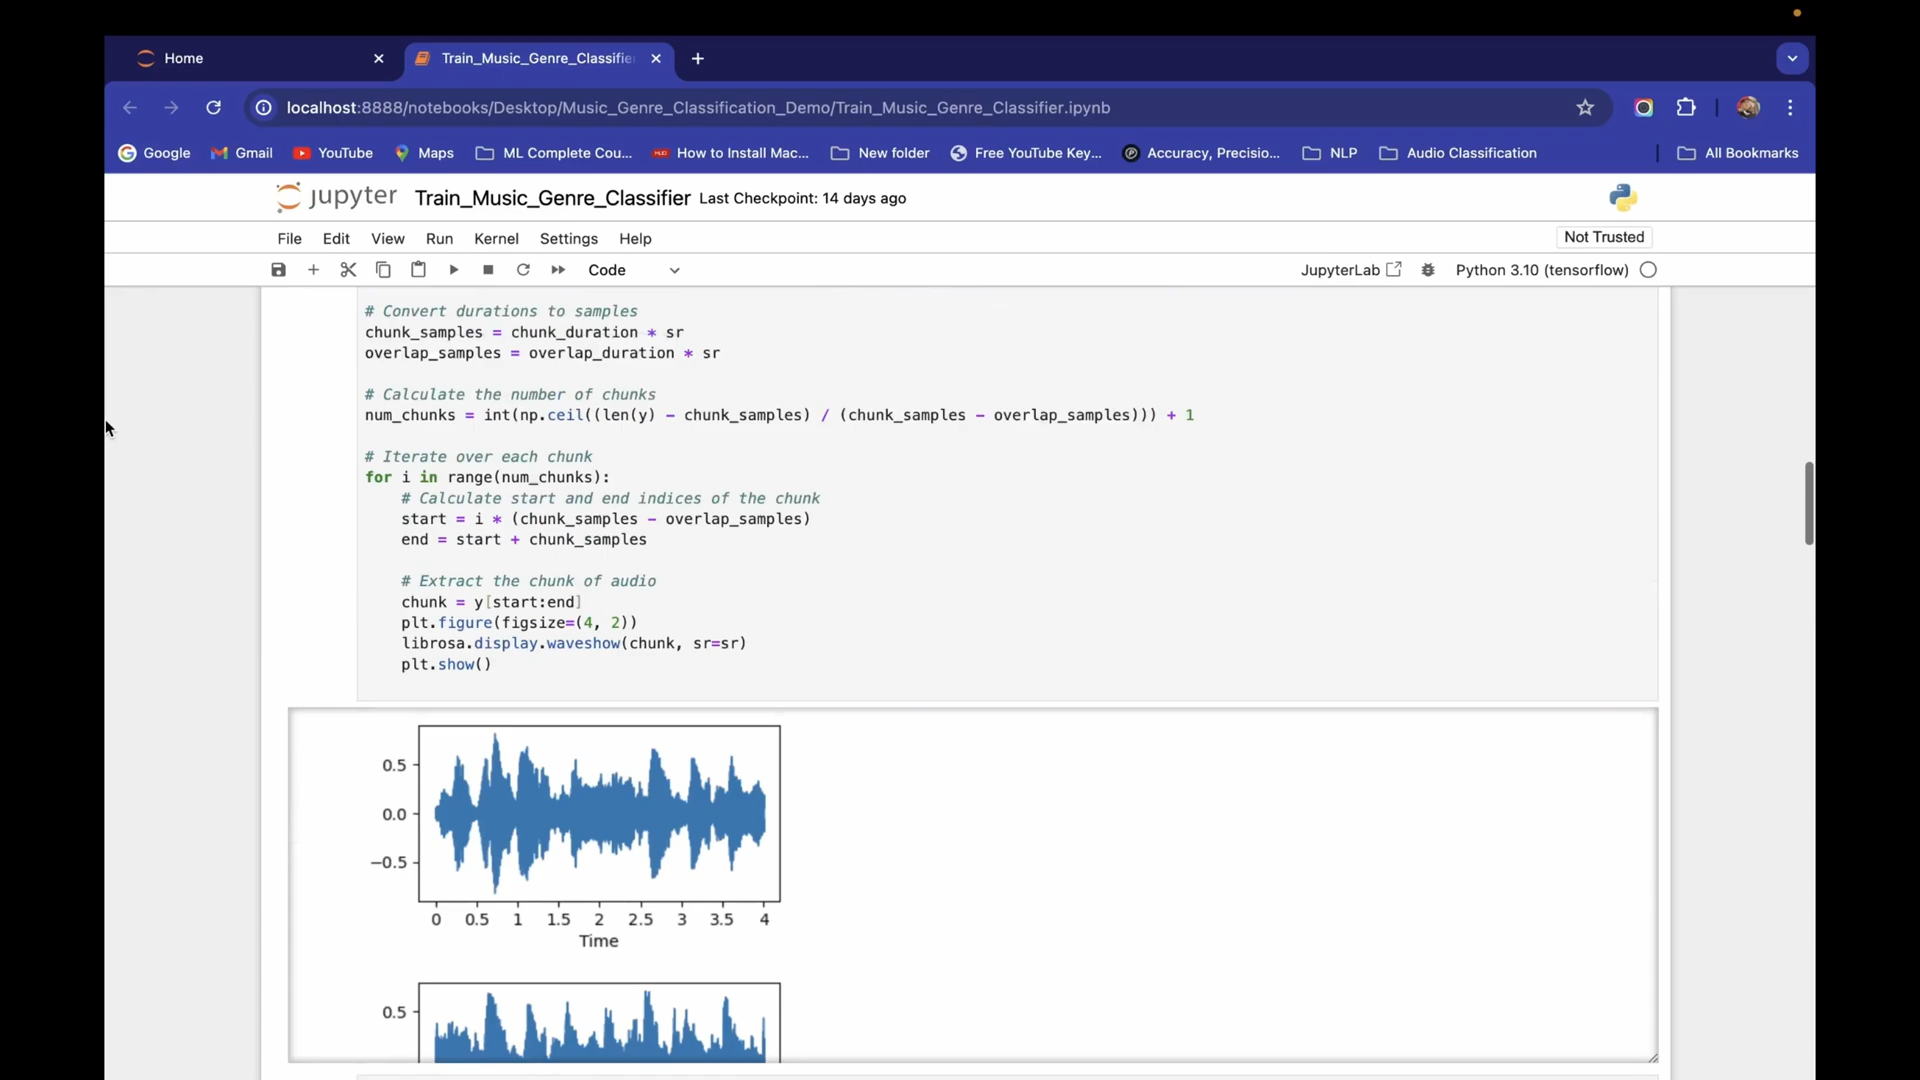 Home
Train_Music_Genre_Classifie
localhost:8888/notebooks/Desktop/Music_Genre_Classification_Demo/Train_Music_Genre_Classifier.ipynb
Google Gmail YouTube Maps ML Complete Cou... How to Install Mac... New folder Free YouTube Key... Accuracy, Precisio... NLP Audio Classification All Bookmarks
jupyter Train_Music_Genre_Classifier Last Checkpoint: 14 days ago
File Edit View Run Kernel Settings Help Not Trusted
Code JupyterLab Python 3.10 (tensorflow)
# Convert durations to samples
chunk_samples = chunk_duration * sr
overlap_samples = overlap_duration * sr
# Calculate the number of chunks
num_chunks = int(np.ceil((len(y) - chunk_samples) / (chunk_samples - overlap_samples))) + 1
# Iterate over each chunk
for i in range(num_chunks):
# Calculate start and end indices of the chunk
start = i * (chunk_samples - overlap_samples)
end = start + chunk_samples
# Extract the chunk of audio
chunk = y[start:end]
plt.figure(figsize=(4, 2))
librosa.display.waveshow(chunk, sr=sr)
plt.show()
0.5
0.0
−0.5
0 0.5 1 1.5 2 2.5 3 3.5 4
Time
0.5